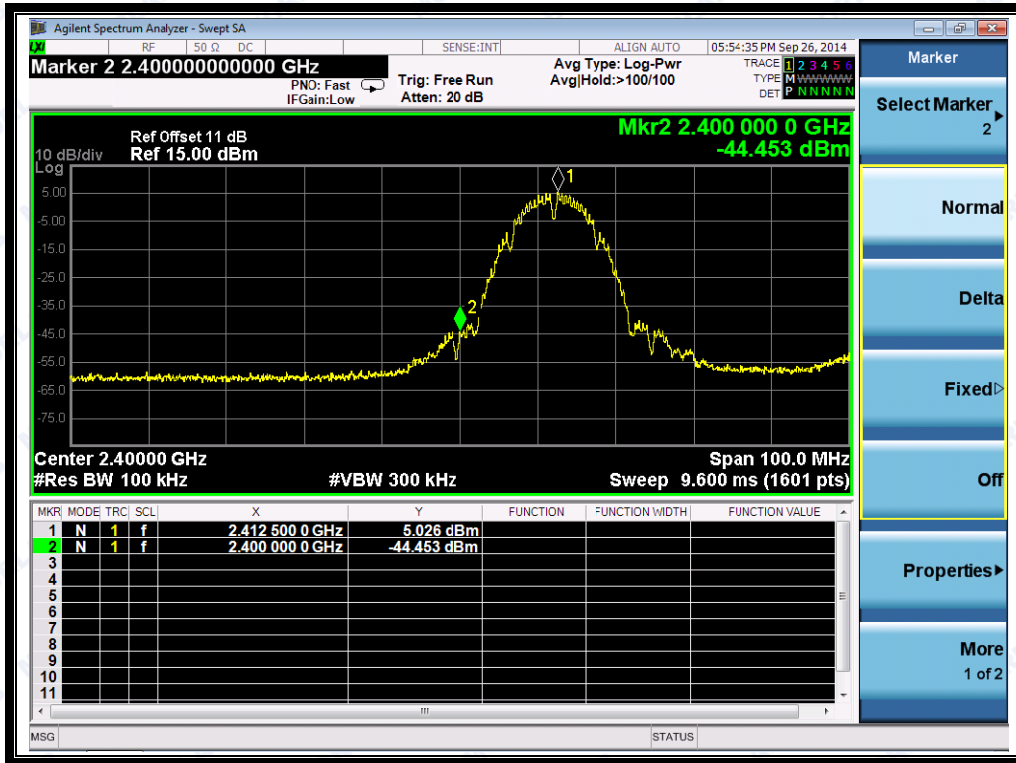 Agilent Spectrum Analyzer - Swept SA
LXI RF 50 Ω DC SENSE:INT ALIGN AUTO 05:54:35 PM Sep 26, 2014
Marker 2 2.400000000000 GHz
PNO: Fast
IFGain:Low
Trig: Free Run
Atten: 20 dB
Avg Type: Log-Pwr
Avg|Hold:>100/100
TRACE 1 2 3 4 5 6
TYPE M WWWWW
DET P N N N N N
Mkr2 2.400 000 0 GHz
-44.453 dBm
Ref Offset 11 dB
10 dB/div Ref 15.00 dBm
Log
5.00
-5.00
-15.0
-25.0
-35.0
-45.0
-55.0
-65.0
-75.0
1
2
Center 2.40000 GHz Span 100.0 MHz
#Res BW 100 kHz #VBW 300 kHz Sweep 9.600 ms (1601 pts)
MKR MODE TRC SCL X Y FUNCTION FUNCTION WIDTH FUNCTION VALUE
1 N 1 f 2.412 500 0 GHz 5.026 dBm
2 N 1 f 2.400 000 0 GHz -44.453 dBm
3
4
5
6
7
8
9
10
11
MSG STATUS
Marker
Select Marker
2
Normal
Delta
Fixed
Off
Properties
More
1 of 2